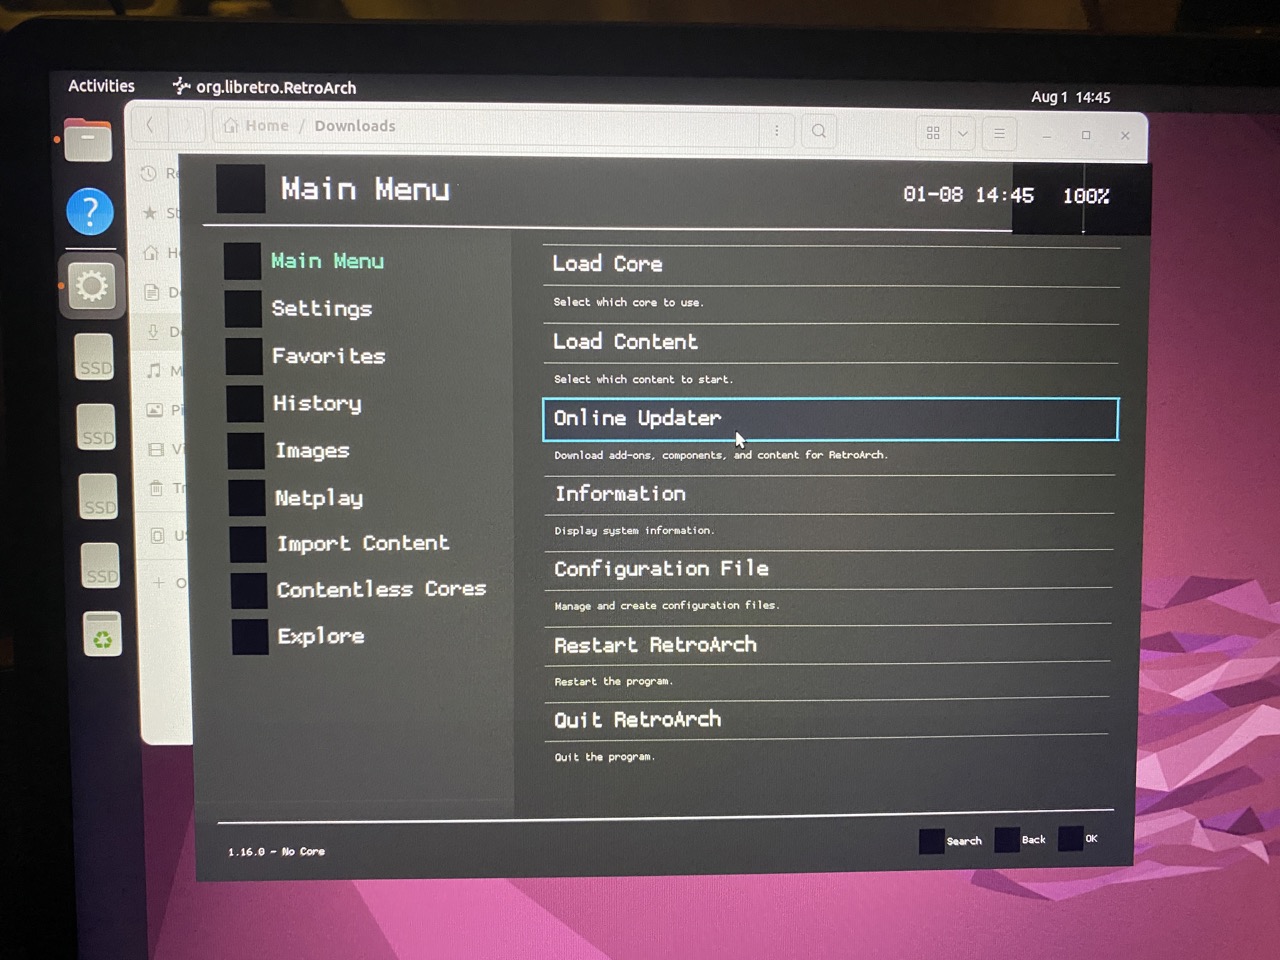 Activities
org.libretro.RetroArch
Aug 1 14:45
Home / Downloads
Main Menu
01-08 14:45 100%
Main Menu
Settings
Favorites
History
Images
Netplay
Import Content
Contentless Cores
Explore
Load Core
Select which core to use.
Load Content
Select which content to start.
Online Updater
Download add-ons, components, and content for RetroArch.
Information
Display system information.
Configuration File
Manage and create configuration files.
Restart RetroArch
Restart the program.
Quit RetroArch
Quit the program.
1.16.0 - No Core
Search Back OK
?
SSD
SSD
SSD
SSD